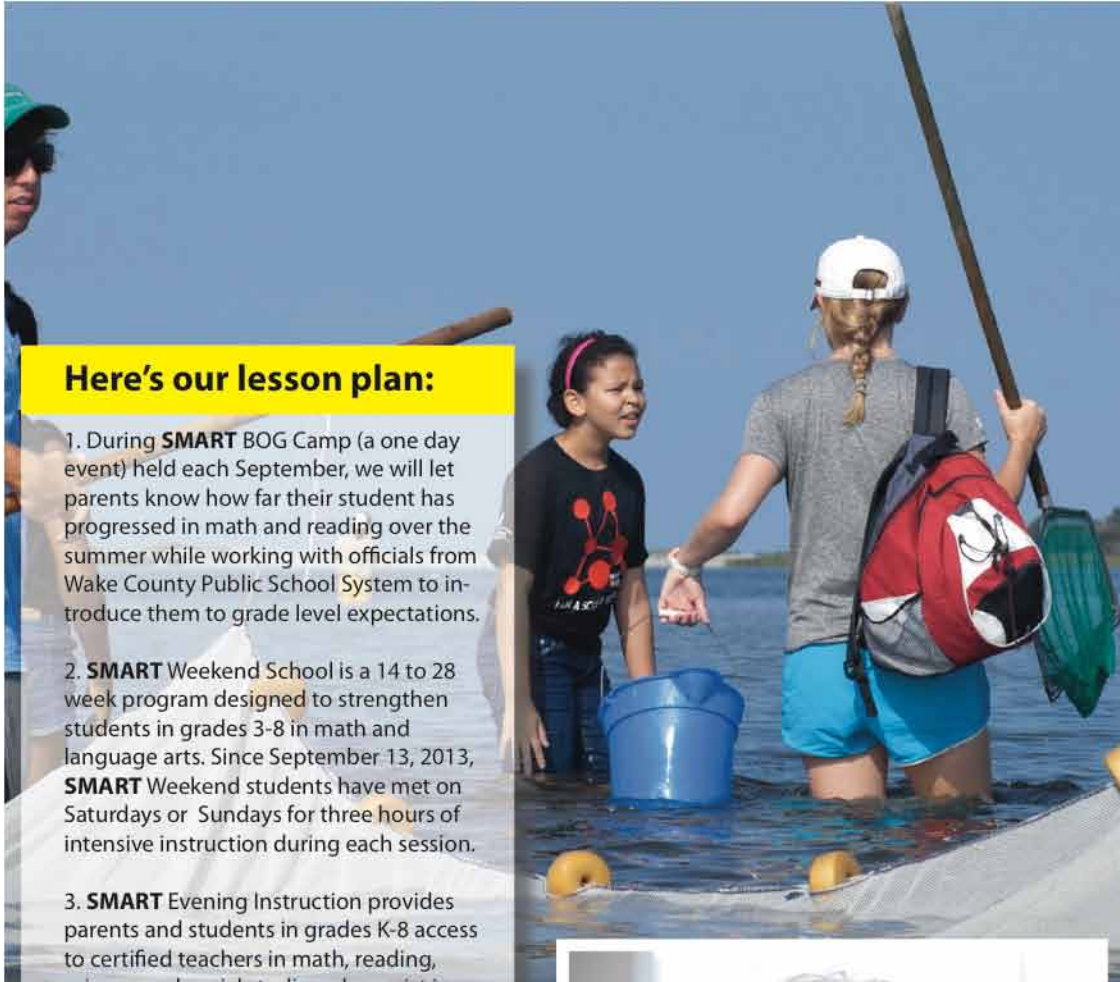 Here's our lesson plan:
1. During SMART BOG Camp (a one day
event) held each September, we will let
parents know how far their student has
progressed in math and reading over the
summer while working with officials from
Wake County Public School System to in-
troduce them to grade level expectations.
2. SMART Weekend School is a 14 to 28
week program designed to strengthen
students in grades 3-8 in math and
language arts. Since September 13, 2013,
SMART Weekend students have met on
Saturdays or Sundays for three hours of
intensive instruction during each session.
3. SMART Evening Instruction provides
parents and students in grades K-8 access
to certified teachers in math, reading,